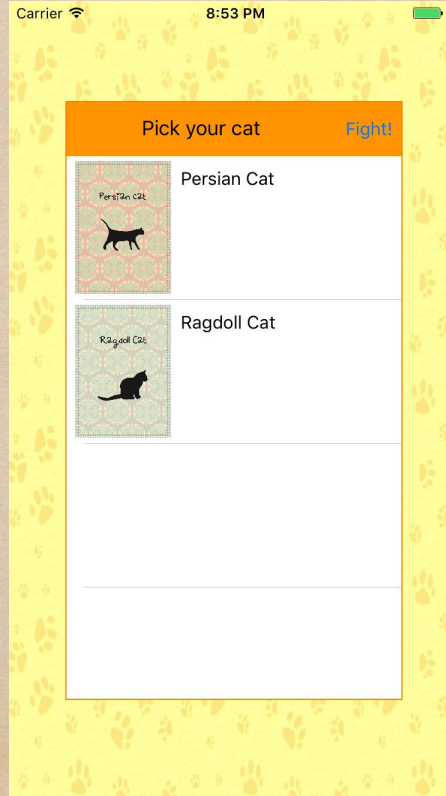 Carrier 8:53 PM
Pick your cat Fight!
Persian Cat
Persian Cat
Ragdoll Cat
Ragdoll Cat